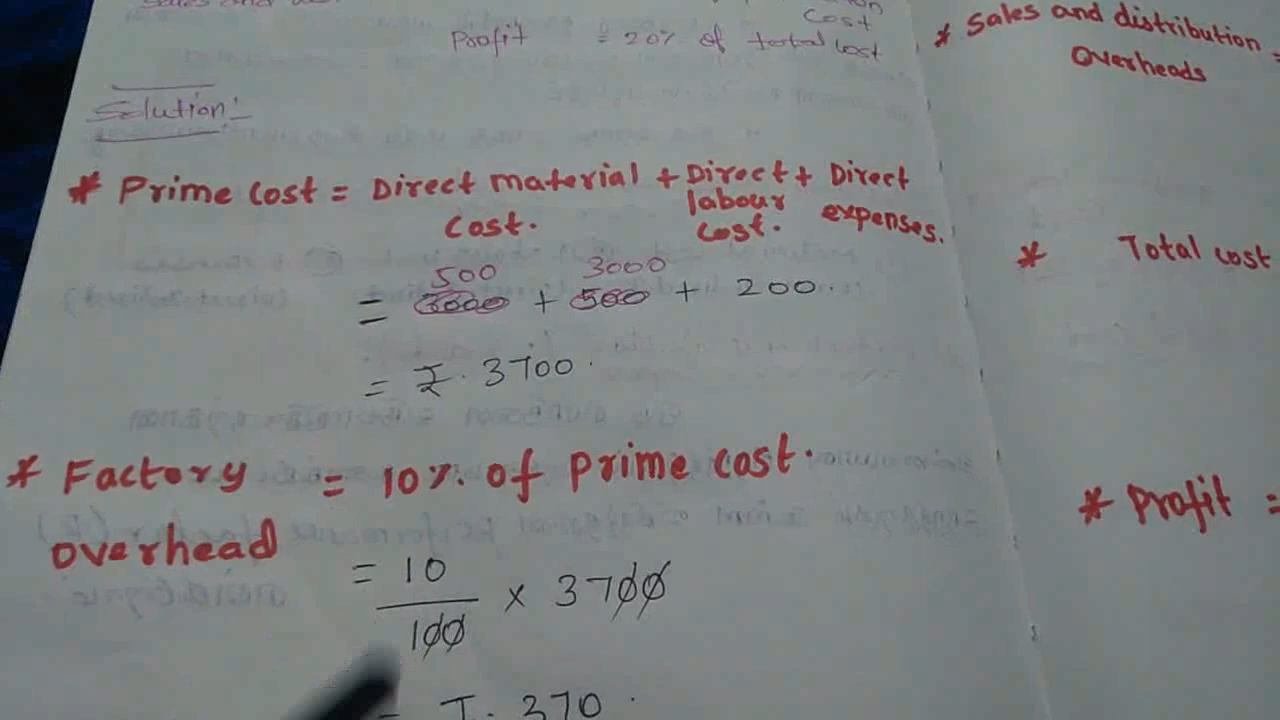 Cost
Profit = 20% of total cost
Solution:-
* Prime cost = Direct material + Direct + Direct
cost. labour expenses.
cost.
500 3000
= 3000 + 500 + 200.
= ₹. 3700.
* Factory = 10% of prime cost.
overhead
= 10
100 × 3700
= ₹. 370.
* Sales and distribution =
Overheads
* Total cost
* Profit =